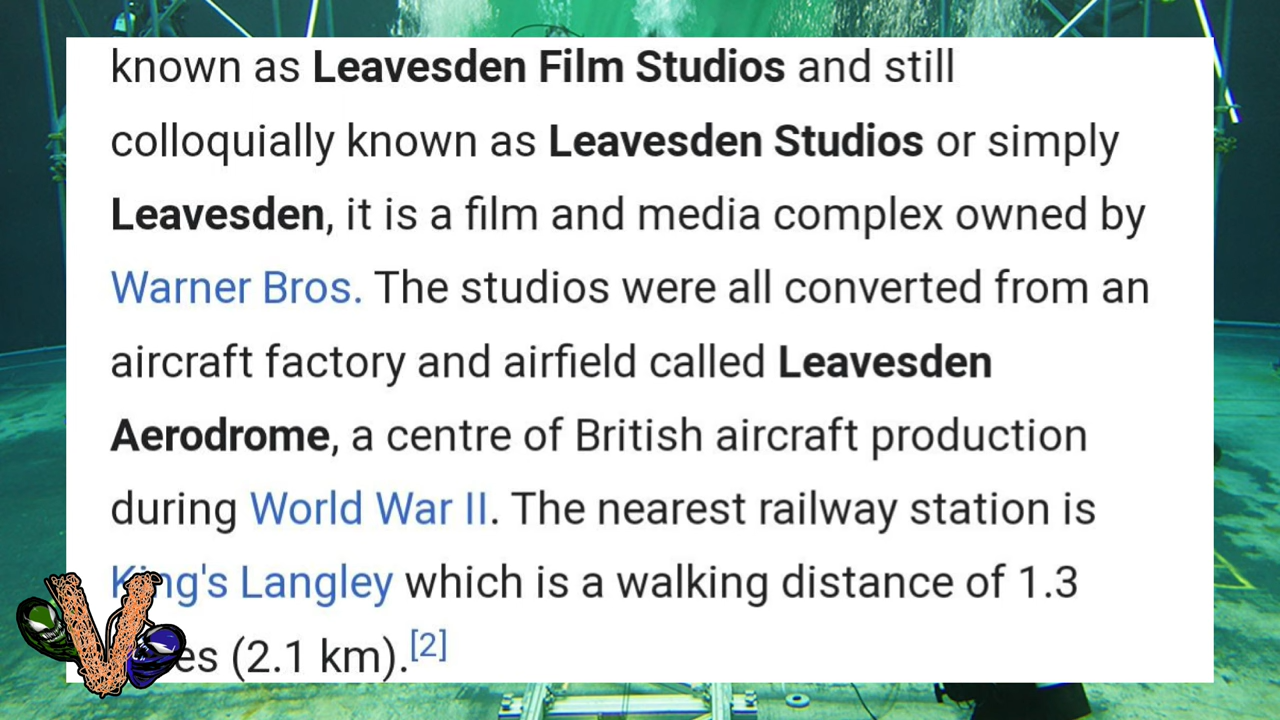 known as Leavesden Film Studios and still
colloquially known as Leavesden Studios or simply
Leavesden, it is a film and media complex owned by
Warner Bros. The studios were all converted from an
aircraft factory and airfield called Leavesden
Aerodrome, a centre of British aircraft production
during World War II. The nearest railway station is
King's Langley which is a walking distance of 1.3
(2.1 km).[2]
V